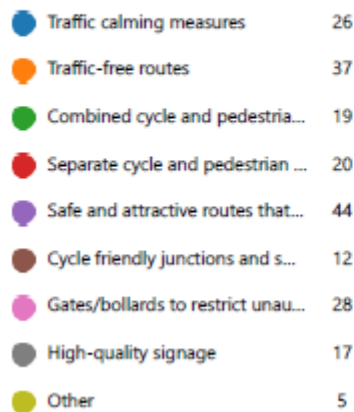 Traffic calming measures 26
Traffic-free routes 37
Combined cycle and pedestria... 19
Separate cycle and pedestrian ... 20
Safe and attractive routes that... 44
Cycle friendly junctions and s... 12
Gates/bollards to restrict unau... 28
High-quality signage 17
Other 5